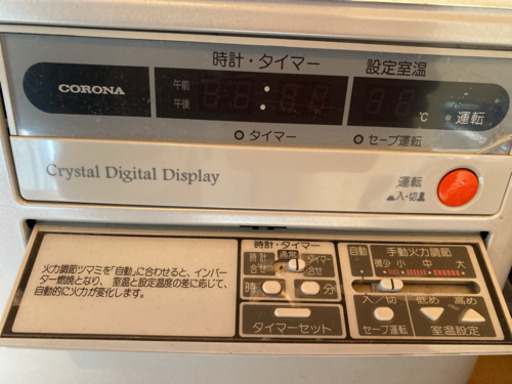 時計・タイマー
設定室温
CORONA
午前
午後
℃
運転
タイマー
セーブ運転
Crystal Digital Display
運転
入・切
火力調節ツマミを「自動」に合わせると、インバー
ター燃焼となり、室温と設定温度の差に応じて、
自動的に火力が変化します。
時計・タイマー
通常
時計合せ
タイマー合せ
時
分
タイマーセット
自動
手動火力調節
微少 小 中 大
入/切
セーブ運転
低め
高め
室温設定